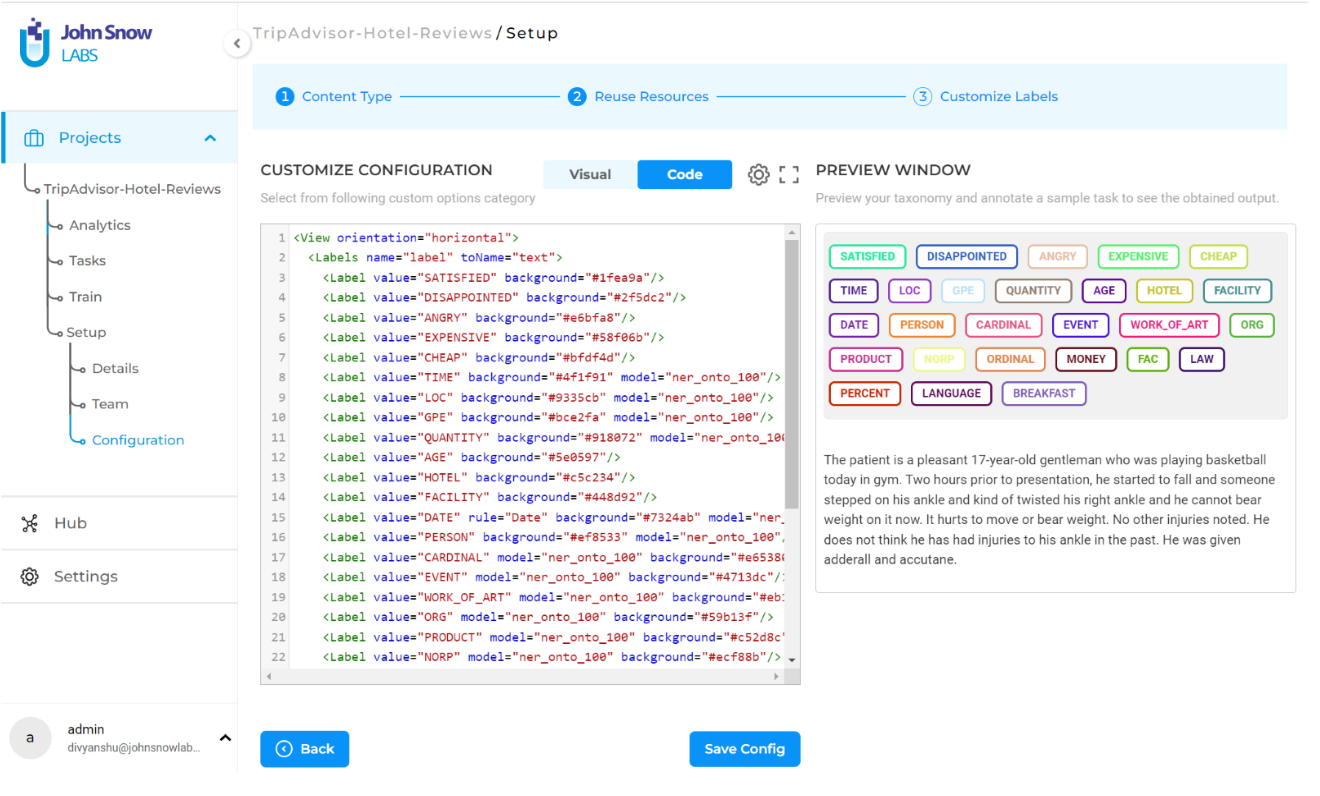 John Snow
LABS
TripAdvisor-Hotel-Reviews / Setup
1 Content Type
2 Reuse Resources
3 Customize Labels
Projects
TripAdvisor-Hotel-Reviews
Analytics
Tasks
Train
Setup
Details
Team
Configuration
Hub
Settings
a
admin
divyanshu@johnsnowlab...
CUSTOMIZE CONFIGURATION
Visual
Code
Select from following custom options category
1 <View orientation="horizontal">
2 <Labels name="label" toName="text">
3 <Label value="SATISFIED" background="#1fea9a"/>
4 <Label value="DISAPPOINTED" background="#2f5dc2"/>
5 <Label value="ANGRY" background="#e6bfa8"/>
6 <Label value="EXPENSIVE" background="#58f06b"/>
7 <Label value="CHEAP" background="#bfdf4d"/>
8 <Label value="TIME" background="#4f1f91" model="ner_onto_100"/>
9 <Label value="LOC" background="#9335cb" model="ner_onto_100"/>
10 <Label value="GPE" background="#bce2fa" model="ner_onto_100"/>
11 <Label value="QUANTITY" background="#918072" model="ner_onto_100
12 <Label value="AGE" background="#5e0597"/>
13 <Label value="HOTEL" background="#c5c234"/>
14 <Label value="FACILITY" background="#448d92"/>
15 <Label value="DATE" rule="Date" background="#7324ab" model="ner_
16 <Label value="PERSON" background="#ef8533" model="ner_onto_100"/
17 <Label value="CARDINAL" model="ner_onto_100" background="#e6538
18 <Label value="EVENT" model="ner_onto_100" background="#4713dc"/
19 <Label value="WORK_OF_ART" model="ner_onto_100" background="#eb
20 <Label value="ORG" model="ner_onto_100" background="#59b13f"/>
21 <Label value="PRODUCT" model="ner_onto_100" background="#c52d8c"
22 <Label value="NORP" model="ner_onto_100" background="#ecf88b"/>
Back
Save Config
PREVIEW WINDOW
Preview your taxonomy and annotate a sample task to see the obtained output.
SATISFIED DISAPPOINTED ANGRY EXPENSIVE CHEAP
TIME LOC GPE QUANTITY AGE HOTEL FACILITY
DATE PERSON CARDINAL EVENT WORK_OF_ART ORG
PRODUCT NORP ORDINAL MONEY FAC LAW
PERCENT LANGUAGE BREAKFAST
The patient is a pleasant 17-year-old gentleman who was playing basketball
today in gym. Two hours prior to presentation, he started to fall and someone
stepped on his ankle and kind of twisted his right ankle and he cannot bear
weight on it now. It hurts to move or bear weight. No other injuries noted. He
does not think he has had injuries to his ankle in the past. He was given
adderall and accutane.